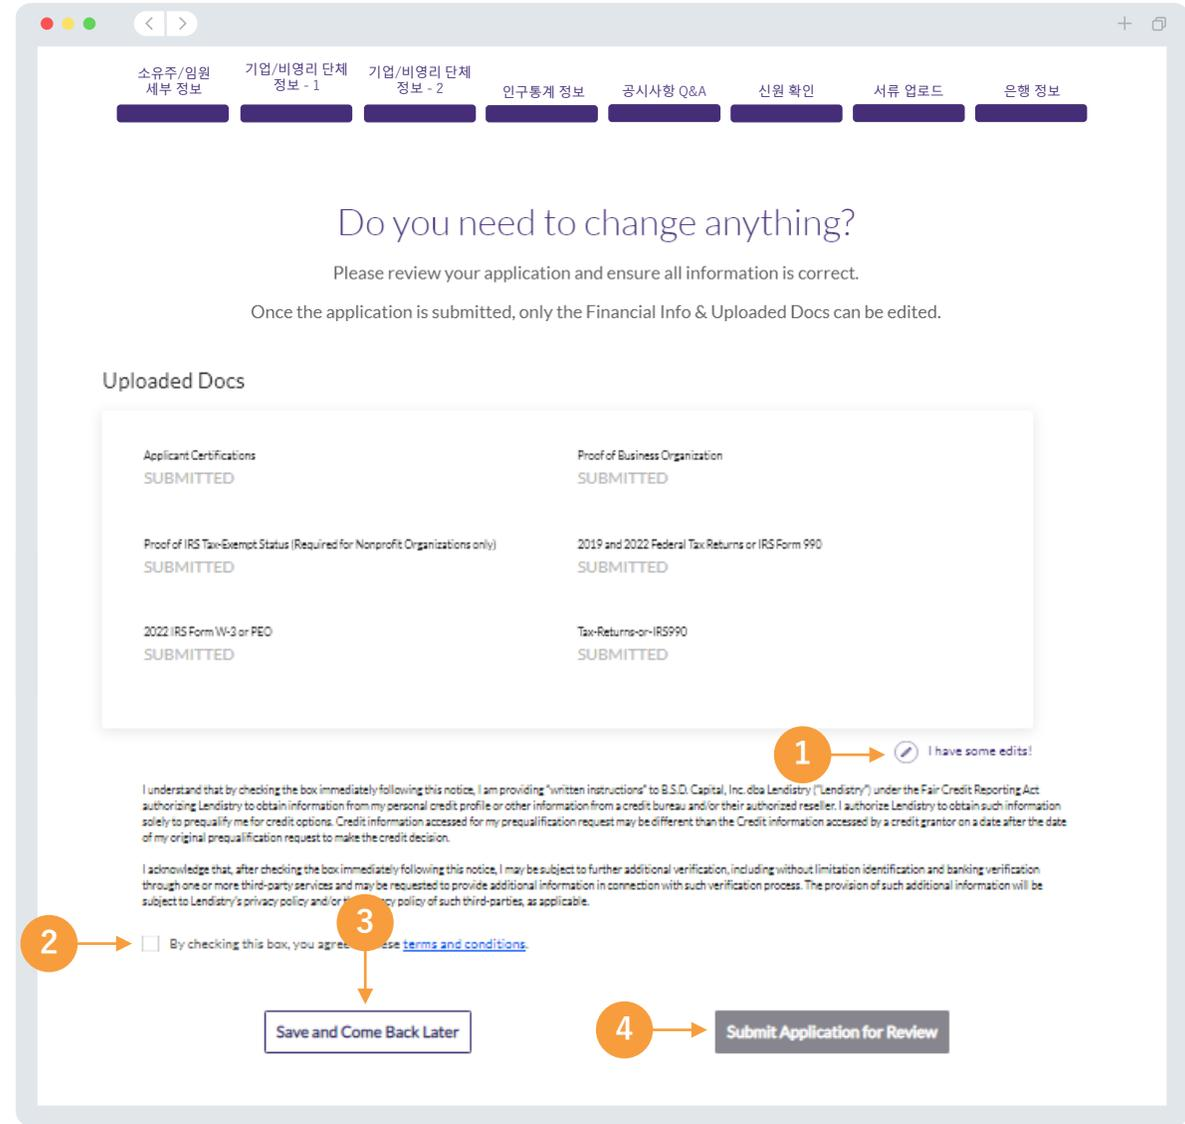 소유주/임원
세부 정보
기업/비영리 단체
정보 - 1
기업/비영리 단체
정보 - 2
인구통계 정보
공시사항 Q&A
신원 확인
서류 업로드
은행 정보
Do you need to change anything?
Please review your application and ensure all information is correct.
Once the application is submitted, only the Financial Info & Uploaded Docs can be edited.
Uploaded Docs
Applicant Certifications
SUBMITTED
Proof of Business Organization
SUBMITTED
Proof of IRS Tax-Exempt Status (Required for Nonprofit Organizations only)
SUBMITTED
2019 and 2022 Federal Tax Returns or IRS Form 990
SUBMITTED
2022 IRS Form W-3 or PEO
SUBMITTED
Tax-Returns-or-IRS990
SUBMITTED
1
I have some edits!
I understand that by checking the box immediately following this notice, I am providing "written instructions" to B.S.D. Capital, Inc. dba Lendistry ("Lendistry") under the Fair Credit Reporting Act
authorizing Lendistry to obtain information from my personal credit profile or other information from a credit bureau and/or their authorized reseller. I authorize Lendistry to obtain such information
solely to prequalify me for credit options. Credit information accessed for my prequalification request may be different than the Credit information accessed by a credit grantor on a date after the date
of my original prequalification request to make the credit decision.
I acknowledge that, after checking the box immediately following this notice, I may be subject to further additional verification, including without limitation identification and banking verification
through one or more third-party services and may be requested to provide additional information in connection with such verification process. The provision of such additional information will be
subject to Lendistry's privacy policy and/or policy of such third-parties, as applicable.
3
2
By checking this box, you agree terms and conditions.
Save and Come Back Later
4
Submit Application for Review